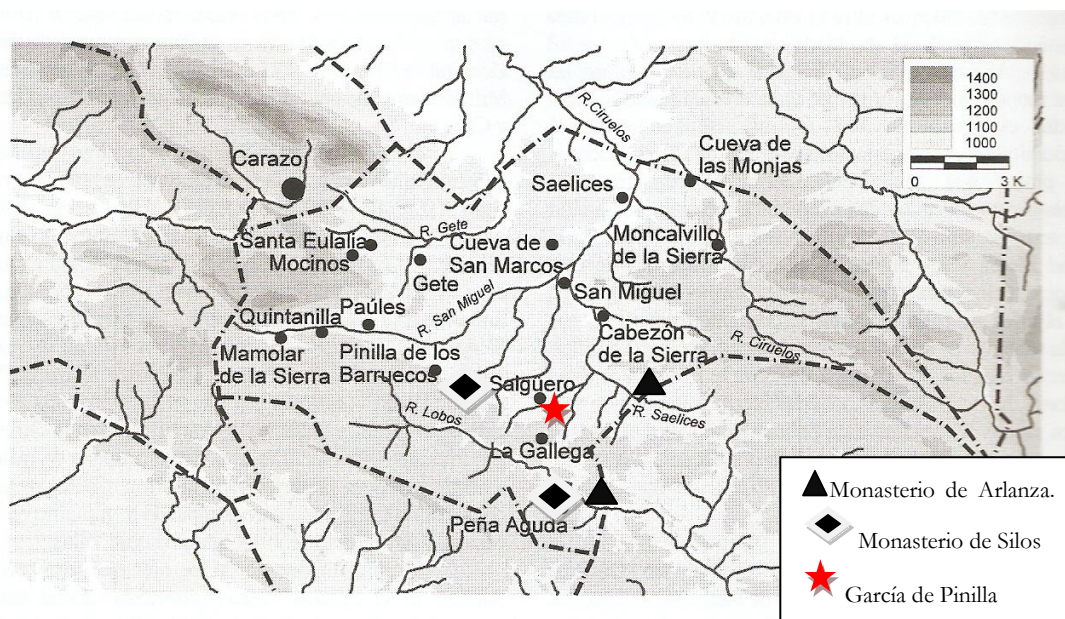 1400
1300
1200
1100
1000
0 3 K.
R. Ciruelos
Cueva de
las Monjas
Carazo
Saelices
R. Gete
Santa Eulalia
Mocinos
Gete
Cueva de
San Marcos
Moncalvillo
de la Sierra
San Miguel
R. San Miguel
Paúles
Quintanilla
Mamolar
de la Sierra
Pinilla de los
Barruecos
Cabezón
de la Sierra
R. Ciruelos
Salgüero
R. Saelices
R. Lobos
La Gallega
Peña Aguda
Monasterio de Arlanza.
Monasterio de Silos
García de Pinilla